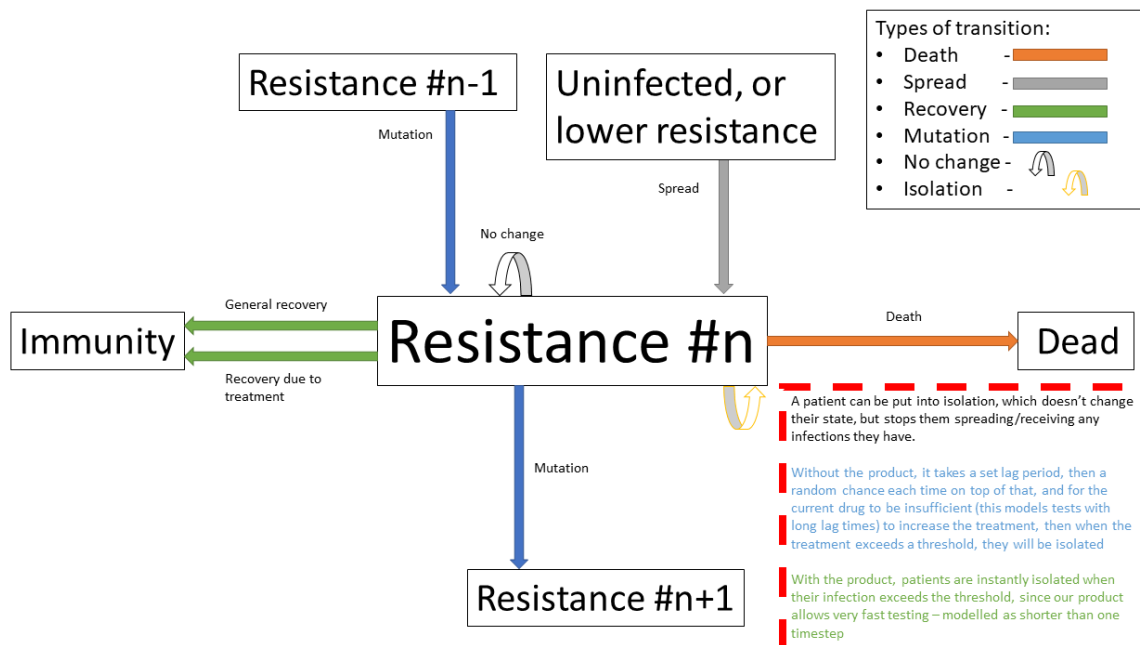 Types of transition:
• Death -
• Spread -
• Recovery -
• Mutation -
• No change -
• Isolation -
Resistance #n-1
Uninfected, or
lower resistance
Mutation
Spread
No change
General recovery
Immunity
Recovery due to
treatment
Resistance #n
Death
Dead
A patient can be put into isolation, which doesn't change
their state, but stops them spreading/receiving any
infections they have.
Mutation
Without the product, it takes a set lag period, then a
random chance each time on top of that, and for the
current drug to be insufficient (this models tests with
long lag times) to increase the treatment, then when the
treatment exceeds a threshold, they will be isolated
Resistance #n+1
With the product, patients are instantly isolated when
their infection exceeds the threshold, since our product
allows very fast testing – modelled as shorter than one
timestep